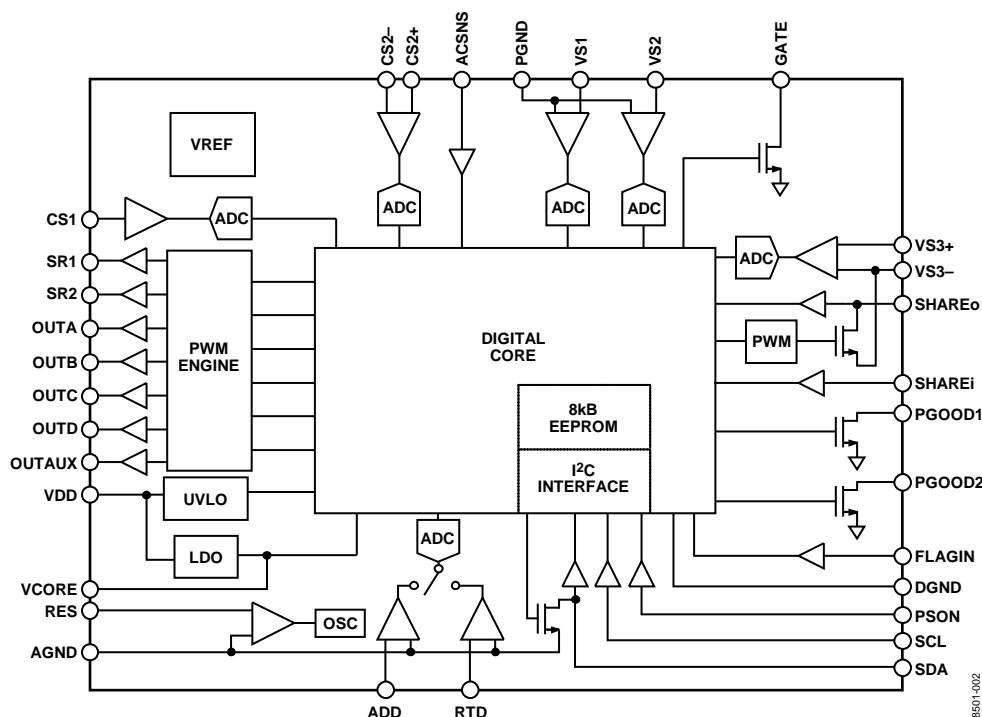 CS2–
CS2+
ACSNS
PGND
VS1
VS2
GATE
VREF
ADC
ADC
ADC
CS1
ADC
ADC
VS3+
VS3–
SR1
SR2
OUTA
OUTB
OUTC
OUTD
OUTAUX
PWM
ENGINE
DIGITAL
CORE
SHAREo
PWM
SHAREi
8kB
EEPROM
I2C
INTERFACE
PGOOD1
PGOOD2
VDD
UVLO
LDO
ADC
FLAGIN
VCORE
DGND
RES
OSC
PSON
AGND
SCL
SDA
ADD
RTD
8501-002